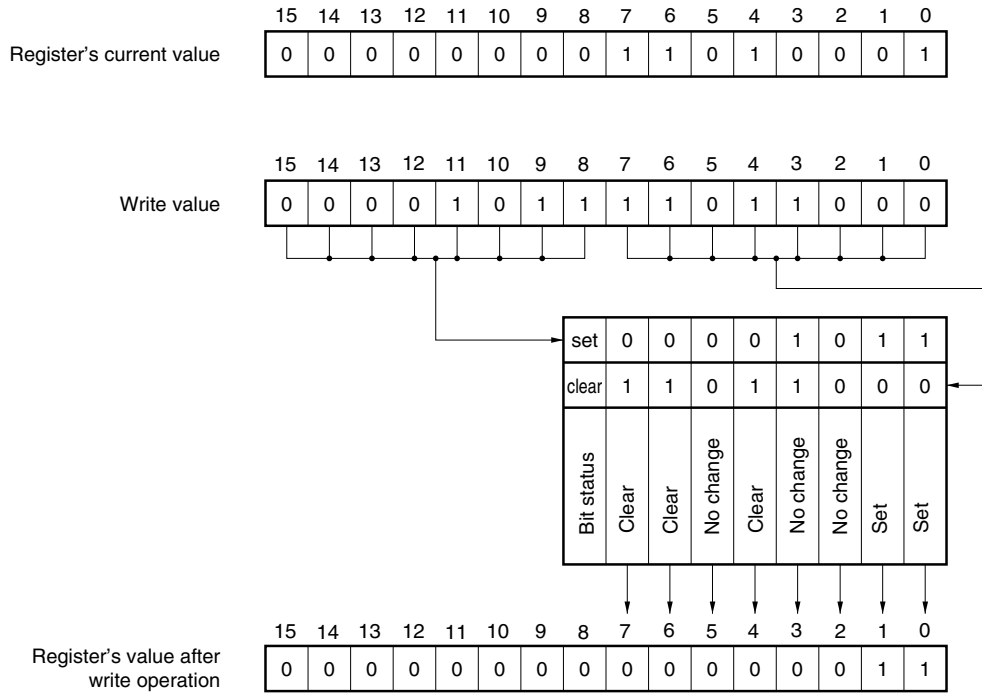 15 14 13 12 11 10 9 8 7 6 5 4 3 2 1 0
Register's current value 0 0 0 0 0 0 0 0 1 1 0 1 0 0 0 1
15 14 13 12 11 10 9 8 7 6 5 4 3 2 1 0
Write value 0 0 0 0 1 0 1 1 1 1 0 1 1 0 0 0
set 0 0 0 0 1 0 1 1
clear 1 1 0 1 1 0 0 0
Bit status Clear Clear No change Clear No change No change Set Set
15 14 13 12 11 10 9 8 7 6 5 4 3 2 1 0
Register's value after
write operation 0 0 0 0 0 0 0 0 0 0 0 0 0 0 1 1